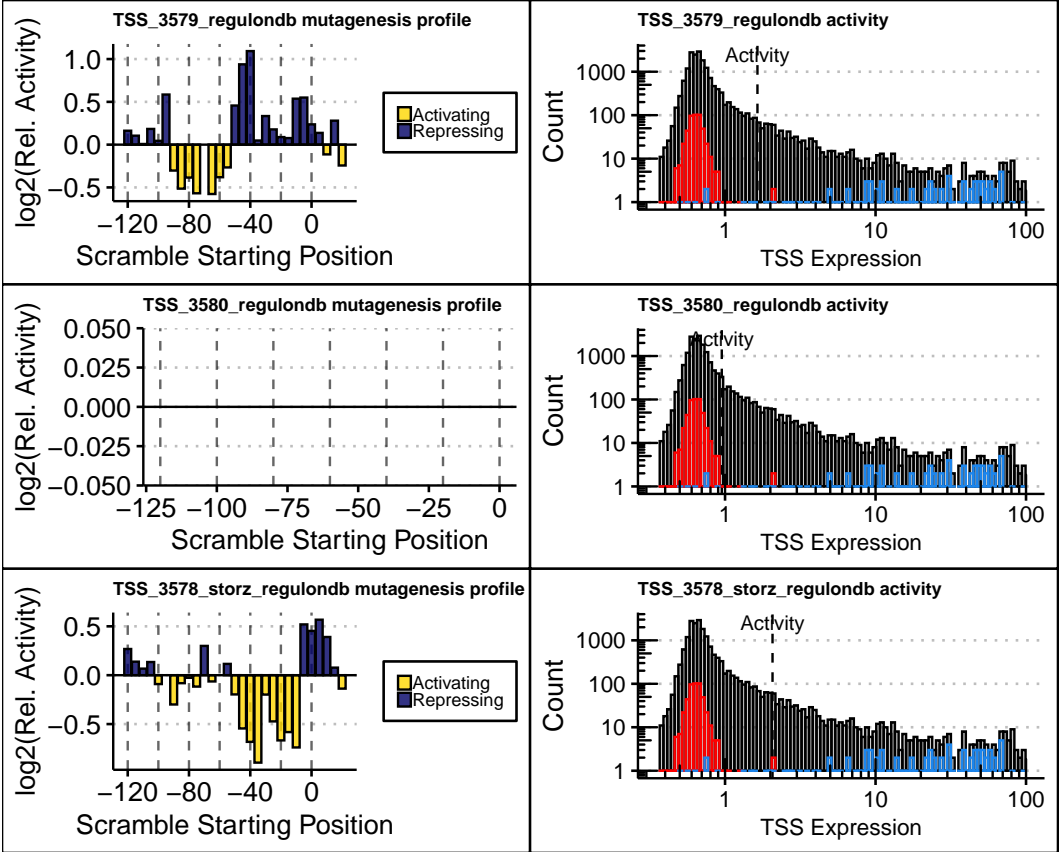 TSS_3579_regulondb mutagenesis profile
log2(Rel. Activity)
1.0
0.5
0.0
−0.5
−120 −80 −40 0
Scramble Starting Position
Activating
Repressing
TSS_3579_regulondb activity
Activity
Count
1000
100
10
1
1 10 100
TSS Expression
TSS_3580_regulondb mutagenesis profile
log2(Rel. Activity)
0.050
0.025
0.000
−0.025
−0.050
−125 −100 −75 −50 −25 0
Scramble Starting Position
TSS_3580_regulondb activity
Activity
Count
1000
100
10
1
1 10 100
TSS Expression
TSS_3578_storz_regulondb mutagenesis profile
log2(Rel. Activity)
0.5
0.0
−0.5
−120 −80 −40 0
Scramble Starting Position
Activating
Repressing
TSS_3578_storz_regulondb activity
Activity
Count
1000
100
10
1
1 10 100
TSS Expression